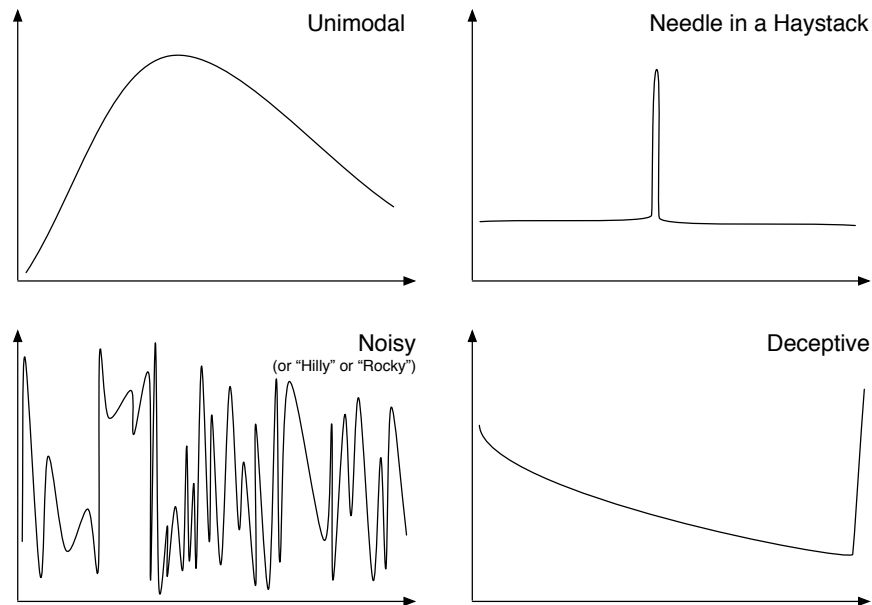 Unimodal
Needle in a Haystack
Noisy
(or “Hilly” or “Rocky”)
Deceptive